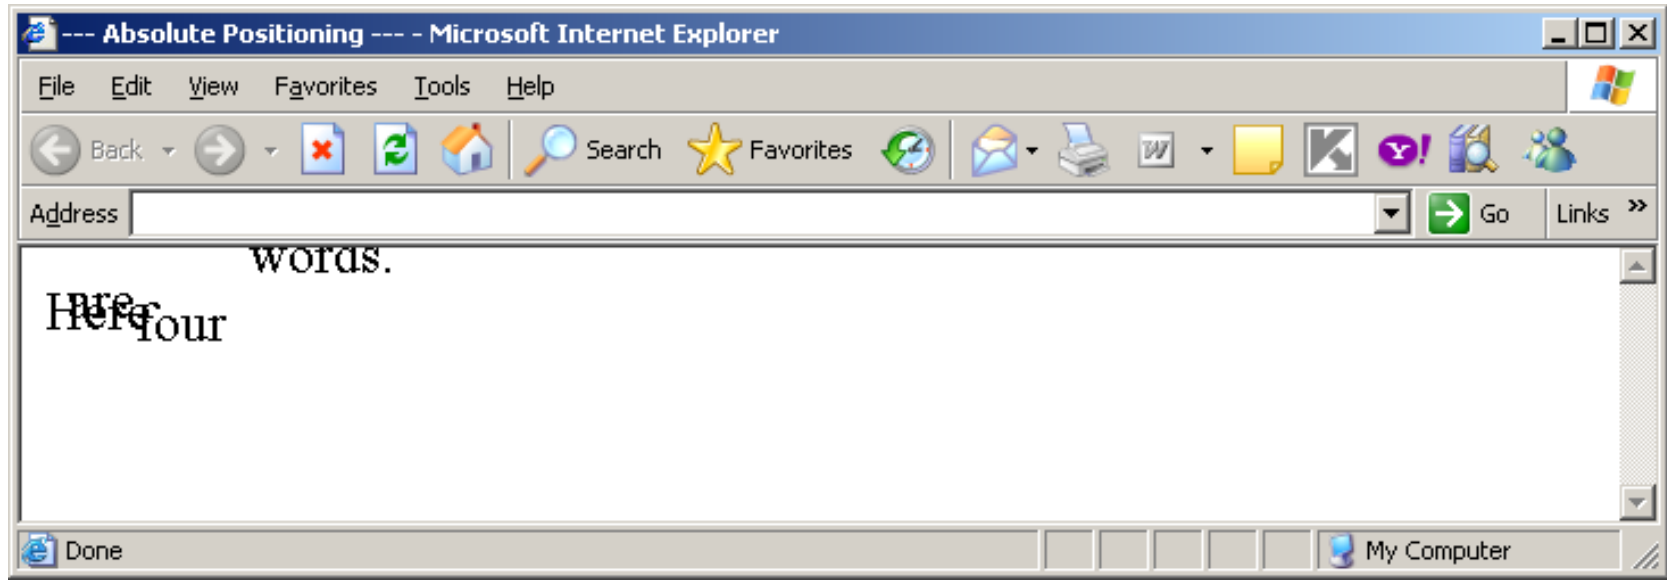 --- Absolute Positioning --- - Microsoft Internet Explorer
File Edit View Favorites Tools Help
Back Search Favorites W Y!
Address Go Links »
words.
are
Here
four
Done My Computer